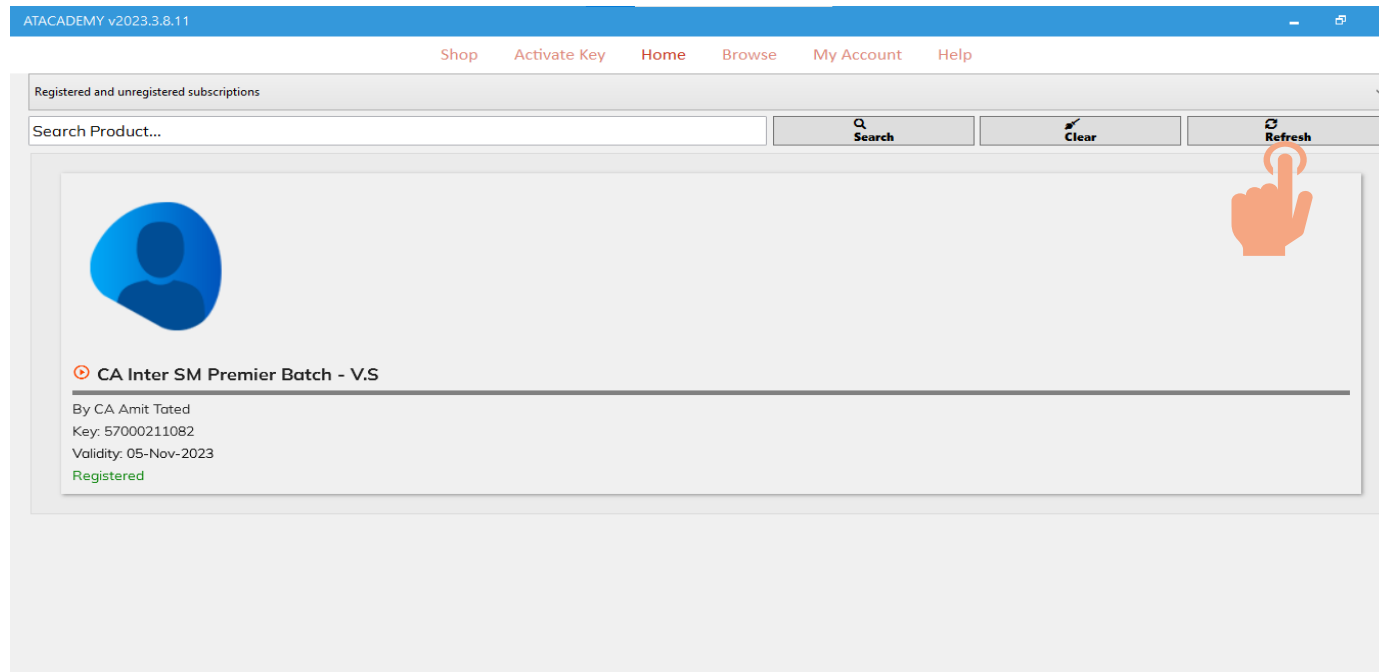 ATACADEMY v2023.3.8.11
Shop Activate Key Home Browse My Account Help
Registered and unregistered subscriptions
Search Product... Search Clear Refresh
CA Inter SM Premier Batch - V.S
By CA Amit Tated
Key: 57000211082
Validity: 05-Nov-2023
Registered